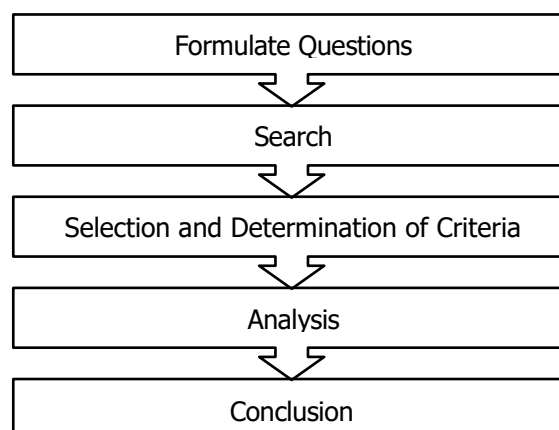 Formulate Questions
Search
Selection and Determination of Criteria
Analysis
Conclusion